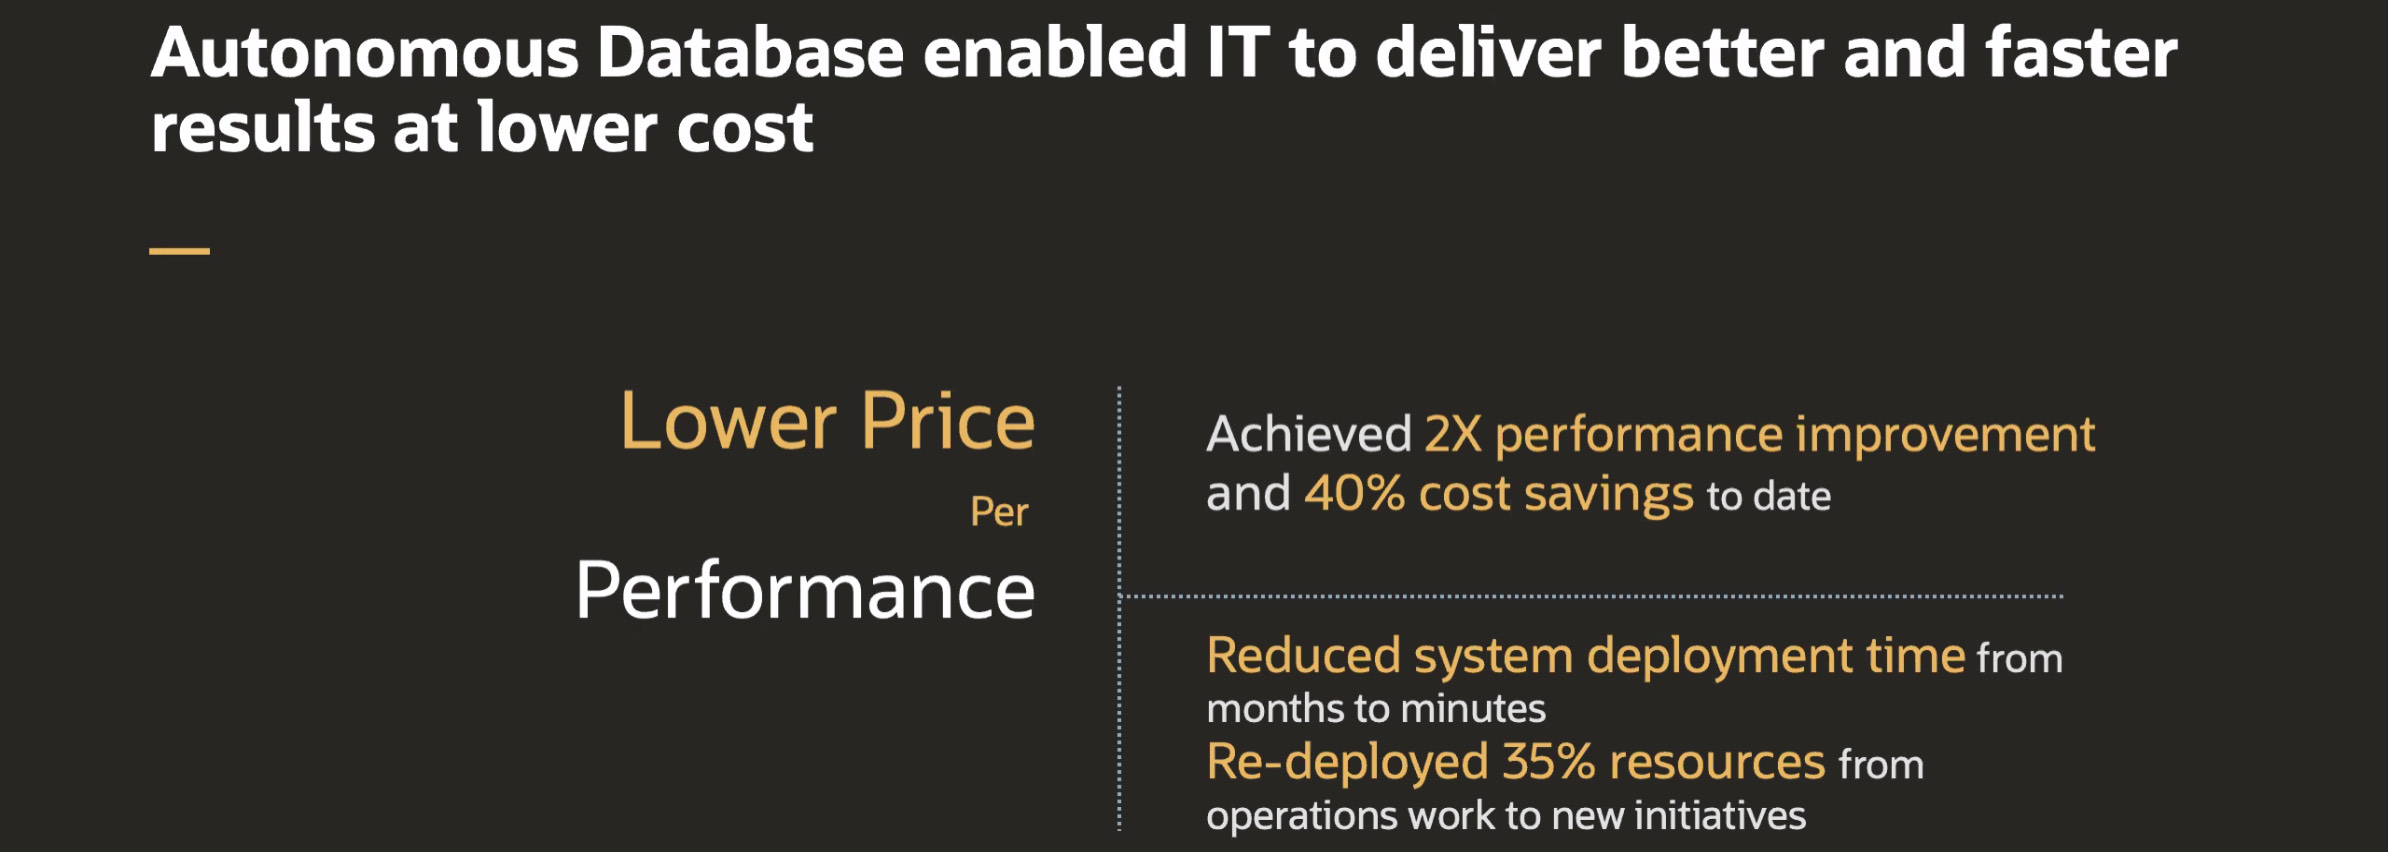 Autonomous Database enabled IT to deliver better and faster
results at lower cost
Lower Price
Per
Performance
Achieved 2X performance improvement
and 40% cost savings to date
Reduced system deployment time from
months to minutes
Re-deployed 35% resources from
operations work to new initiatives